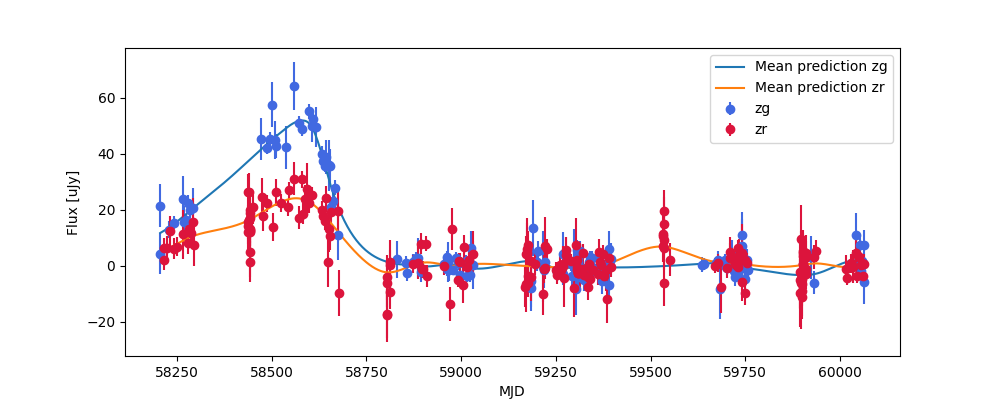 Mean prediction zg
Mean prediction zr
zg
zr
Flux [uJy]
60
40
20
0
−20
58250 58500 58750 59000 59250 59500 59750 60000
MJD